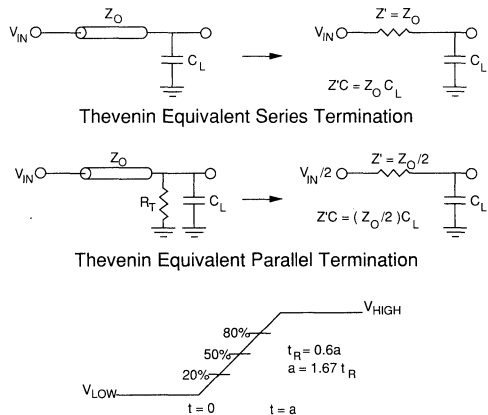 Z_O
V_IN
C_L
Z' = Z_O
V_IN
C_L
Z'C = Z_O C_L
Thevenin Equivalent Series Termination
Z_O
V_IN
R_T
C_L
Z' = Z_O /2
V_IN /2
C_L
Z'C = ( Z_O /2 )C_L
Thevenin Equivalent Parallel Termination
V_HIGH
80%
50%
20%
t_R = 0.6a
a = 1.67 t_R
V_LOW
t = 0
t = a